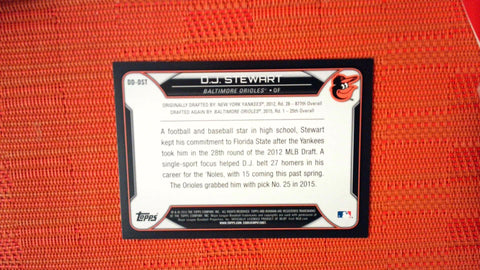 DD-DST
D.J. STEWART
BALTIMORE ORIOLES • OF
ORIGINALLY DRAFTED BY: NEW YORK YANKEES, 2012, Rd. 28 - 877th Overall
DRAFTED AGAIN BY: BALTIMORE ORIOLES, 2015, Rd. 1 - 25th Overall
A football and baseball star in high school, Stewart
kept his commitment to Florida State after the Yankees
took him in the 28th round of the 2012 MLB Draft. A
single-sport focus helped D.J. belt 27 homers in his
career for the 'Noles, with 15 coming this past spring.
The Orioles grabbed him with pick No. 25 in 2015.
Topps